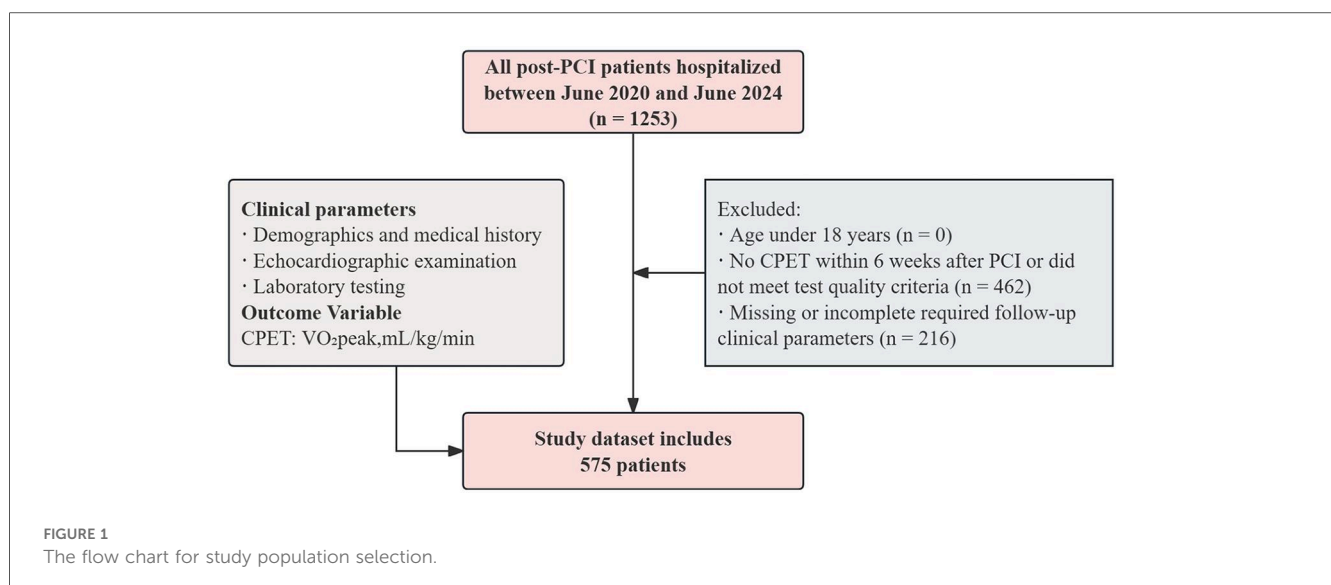 All post-PCI patients hospitalized
between June 2020 and June 2024
(n = 1253)
Clinical parameters
· Demographics and medical history
· Echocardiographic examination
· Laboratory testing
Outcome Variable
CPET: VO₂peak,mL/kg/min
Excluded:
· Age under 18 years (n = 0)
· No CPET within 6 weeks after PCI or did
not meet test quality criteria (n = 462)
· Missing or incomplete required follow-up
clinical parameters (n = 216)
Study dataset includes
575 patients
FIGURE 1
The flow chart for study population selection.